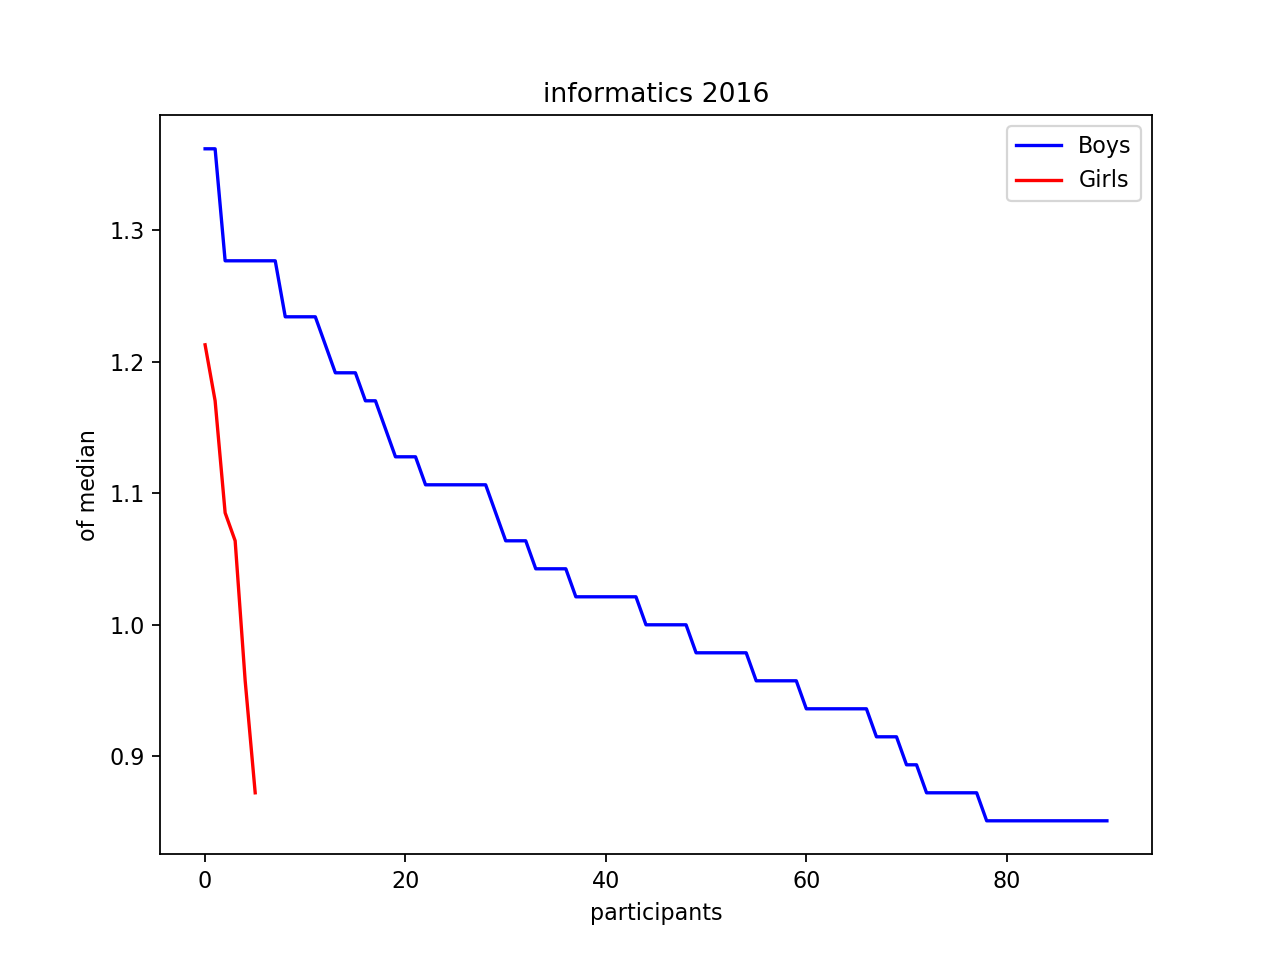 informatics 2016
Boys
Girls
1.3
1.2
1.1
1.0
0.9
of median
0 20 40 60 80
participants